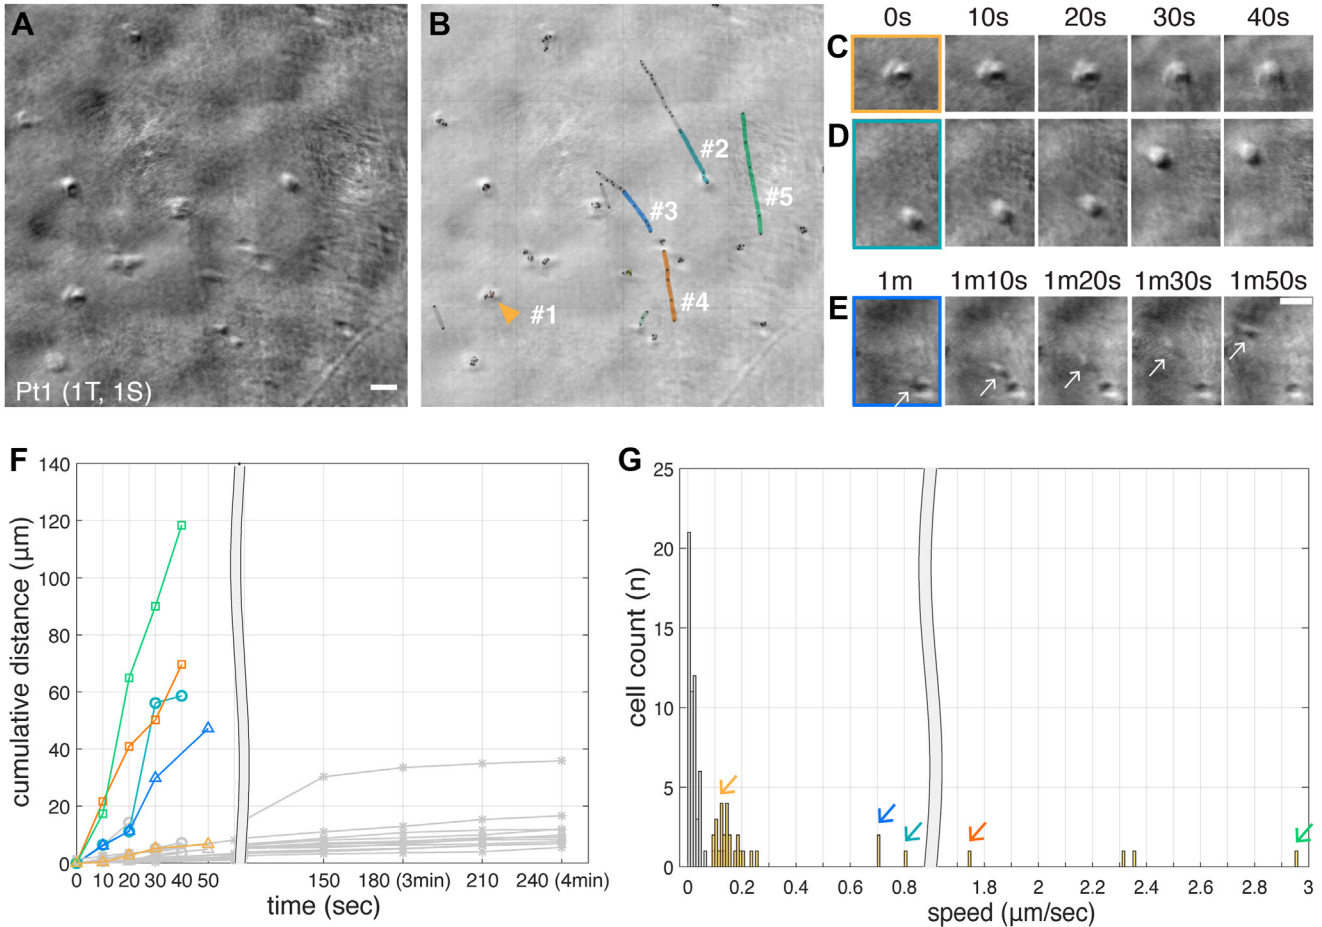 A
B
0s 10s 20s 30s 40s
C
D
#2
#5
#3
#4
#1
1m 1m10s 1m20s 1m30s 1m50s
E
Pt1 (1T, 1S)
F
140
120
100
80
60
40
20
0
cumulative distance (µm)
0 10 20 30 40 50 150 180 (3min) 210 240 (4min)
time (sec)
G
25
20
15
10
5
0
cell count (n)
0 0.2 0.4 0.6 0.8 1.8 2 2.2 2.4 2.6 2.8 3
speed (µm/sec)